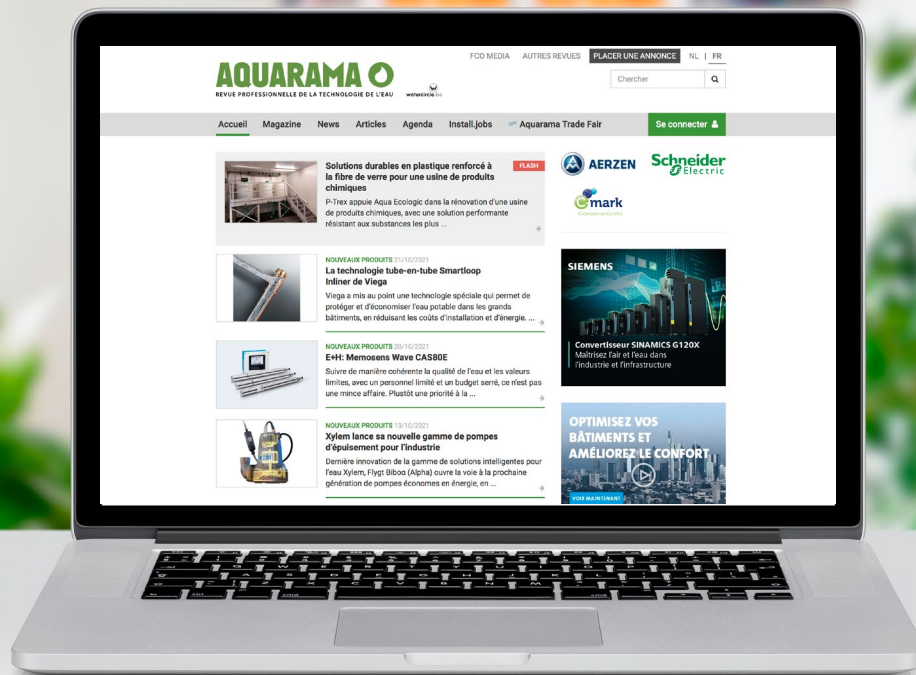 FCO MEDIA AUTRES REVUES PLACER UNE ANNONCE NL | FR
AQUARAMA
REVUE PROFESSIONNELLE DE LA TECHNOLOGIE DE L'EAU
watercircle.be
Chercher
Accueil Magazine News Articles Agenda Install.jobs Aquarama Trade Fair Se connecter
Solutions durables en plastique renforcé à
la fibre de verre pour une usine de produits
chimiques
FLASH
P-Trex appuie Aqua Ecologic dans la rénovation d'une usine
de produits chimiques, avec une solution performante
résistant aux substances les plus ...
NOUVEAUX PRODUITS 21/10/2021
La technologie tube-en-tube Smartloop
Inliner de Viega
Viega a mis au point une technologie spéciale qui permet de
protéger et d'économiser l'eau potable dans les grands
bâtiments, en réduisant les coûts d'installation et d'énergie. ...
NOUVEAUX PRODUITS 20/10/2021
E+H: Memosens Wave CAS80E
Suivre de manière cohérente la qualité de l'eau et les valeurs
limites, avec un personnel limité et un budget serré, ce n'est pas
une mince affaire. Plustôt une priorité à la ...
NOUVEAUX PRODUITS 13/10/2021
Xylem lance sa nouvelle gamme de pompes
d'épuisement pour l'industrie
Dernière innovation de la gamme de solutions intelligentes pour
l'eau Xylem, Flygt Biboa (Alpha) ouvre la voie à la prochaine
génération de pompes économes en énergie, en ...
AERZEN
Schneider
Electric
mark
SIEMENS
Convertisseur SINAMICS G120X
Maîtrisez l'air et l'eau dans
l'industrie et l'infrastructure
OPTIMISEZ VOS
BÂTIMENTS ET
AMÉLIOREZ LE CONFORT
VOIR MAINTENANT